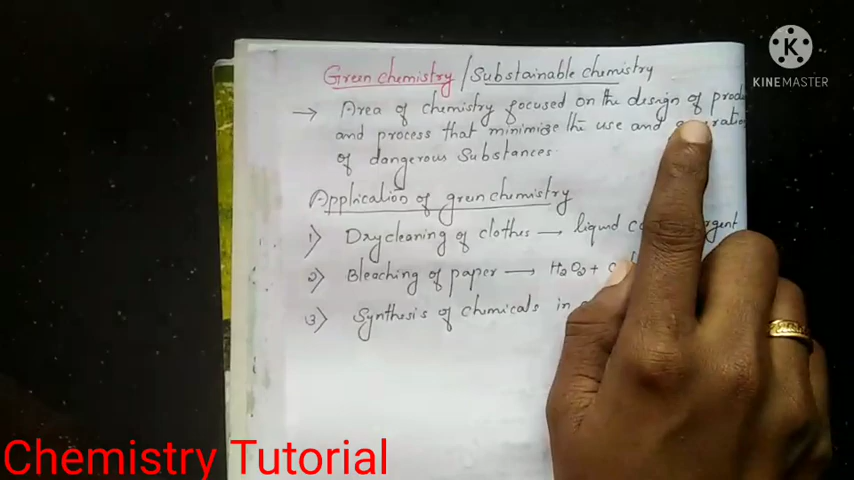 Green chemistry / Substainable chemistry
→ Area of chemistry focused on the design of
and process that minimize the use and
of dangerous Substances
Application of green chemistry
1) Drycleaning of clothes → liquid
2) Bleaching of paper → H2O2 +
3) Synthesis of chemicals in
K
KINEMASTER
Chemistry Tutorial